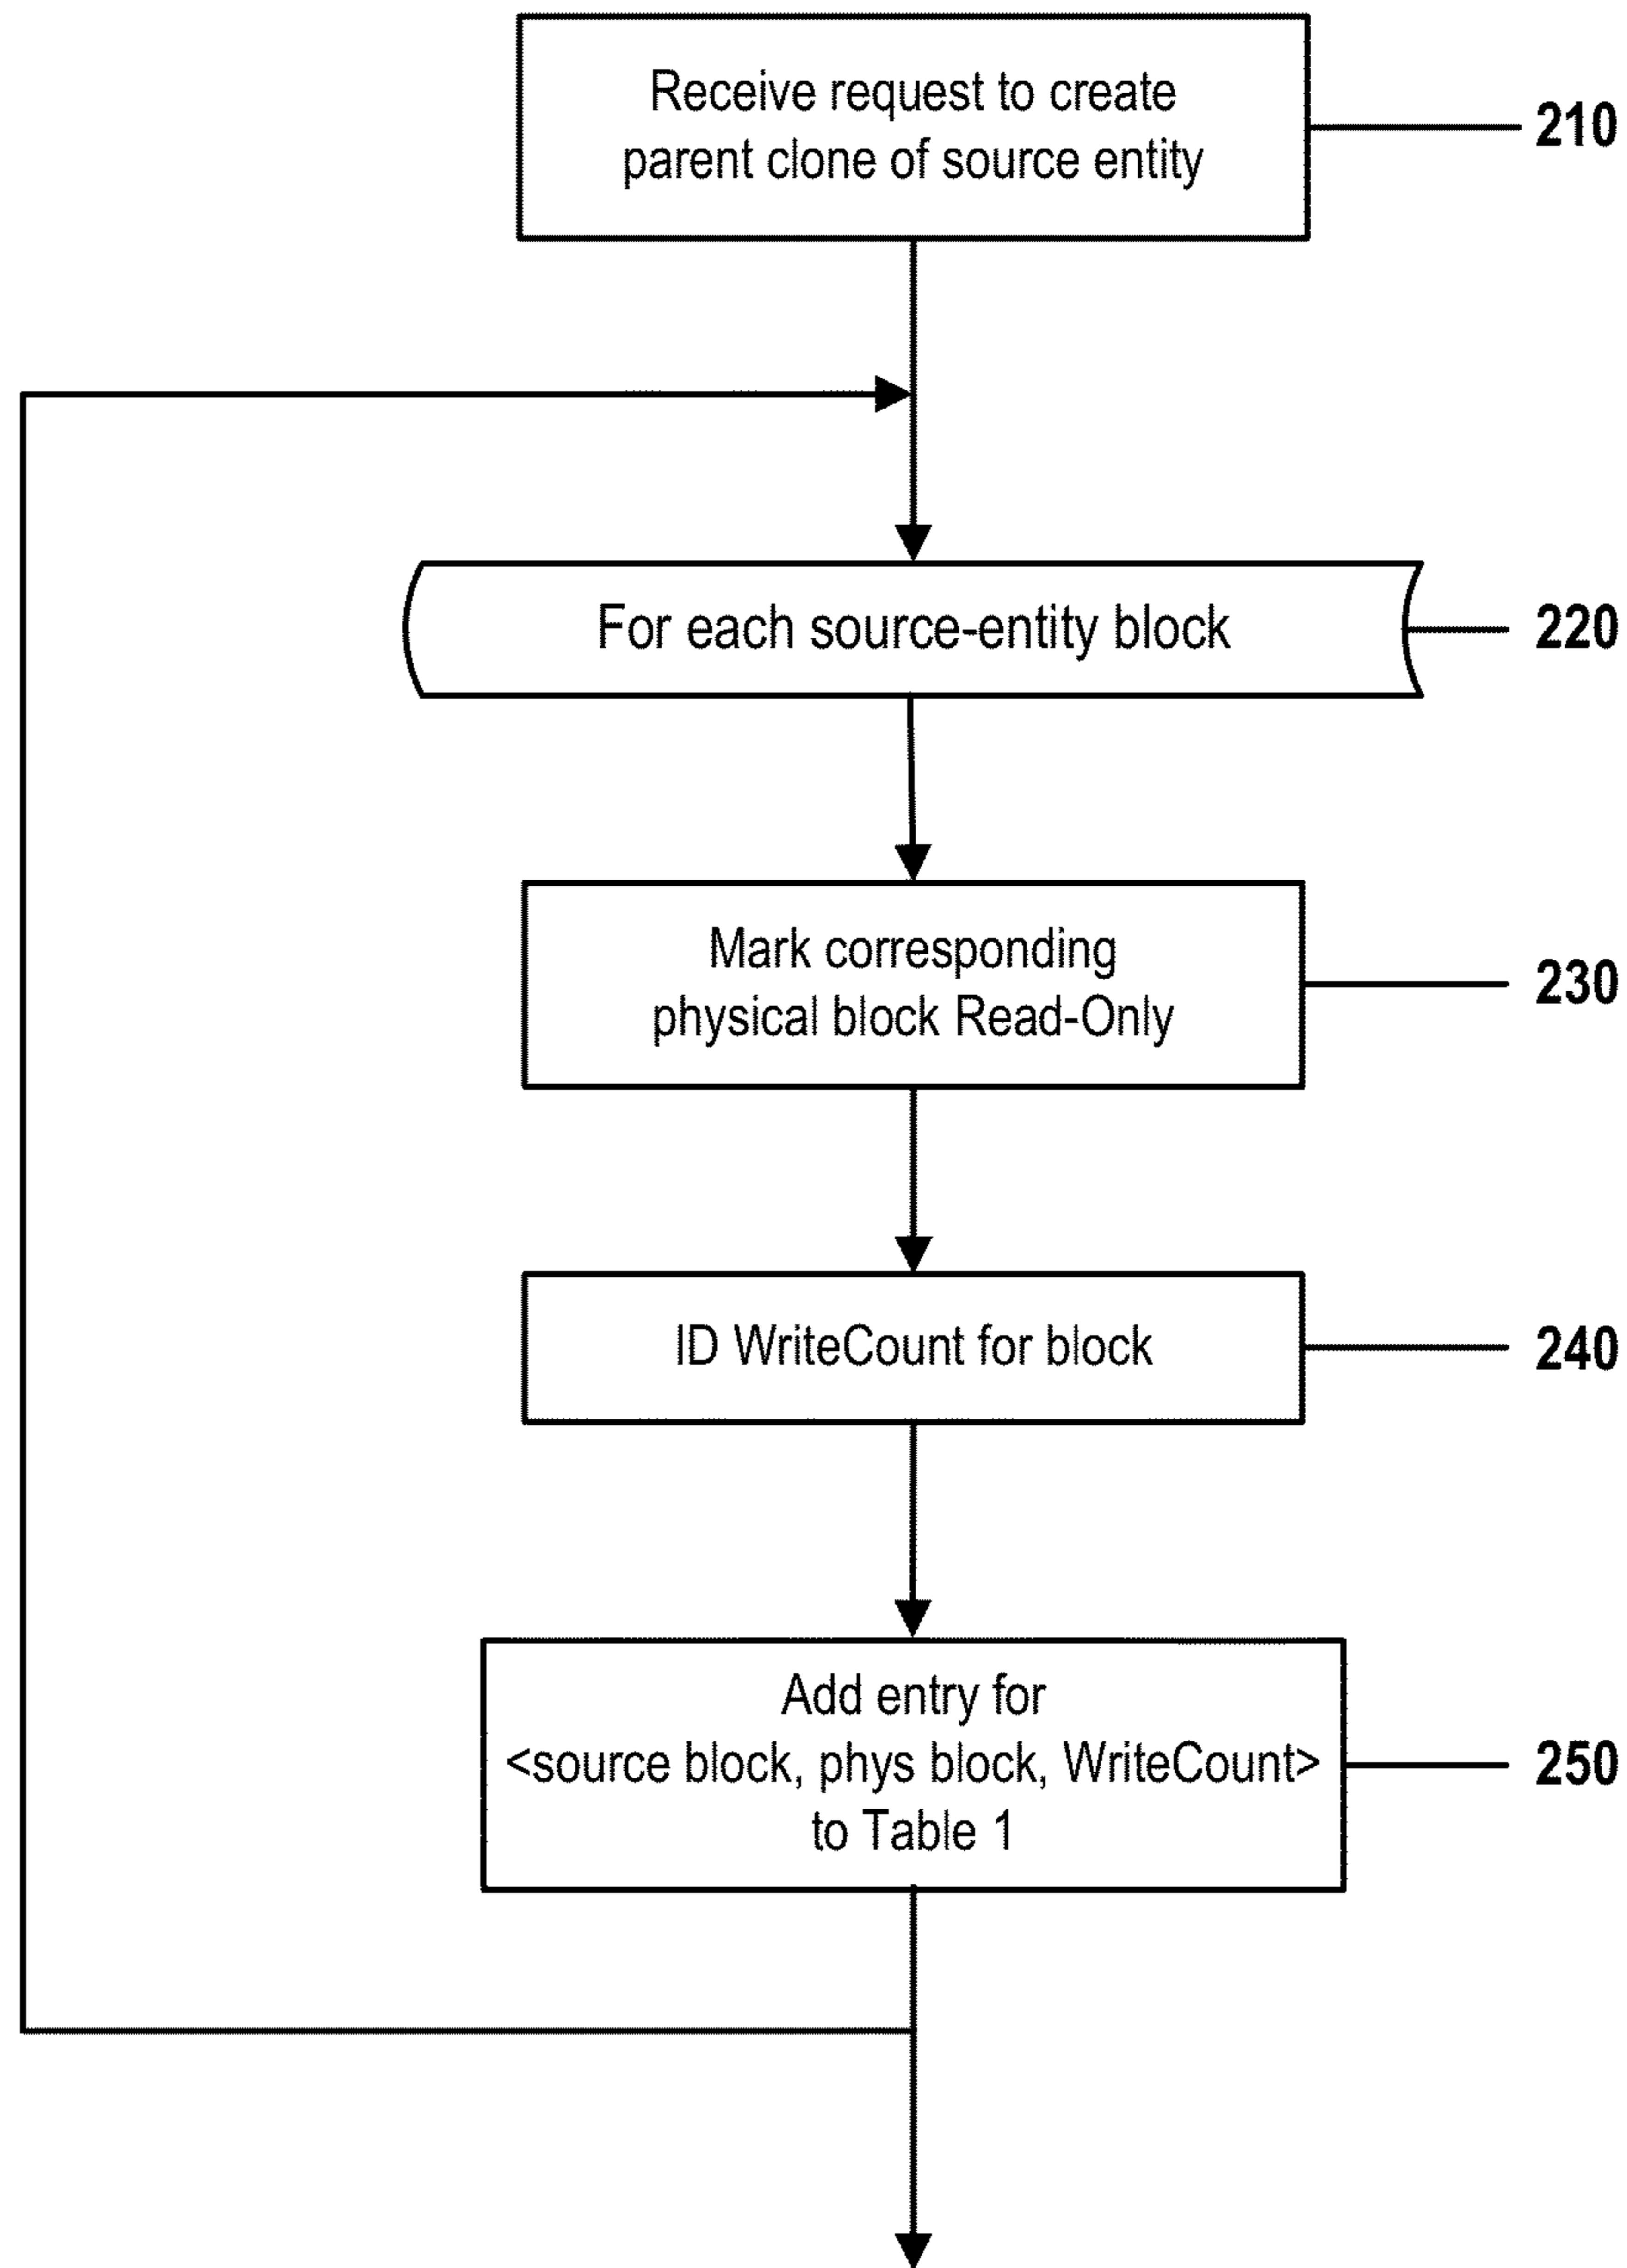 Receive request to create
parent clone of source entity
210
For each source-entity block
220
Mark corresponding
physical block Read-Only
230
ID WriteCount for block
240
Add entry for
<source block, phys block, WriteCount>
to Table 1
250